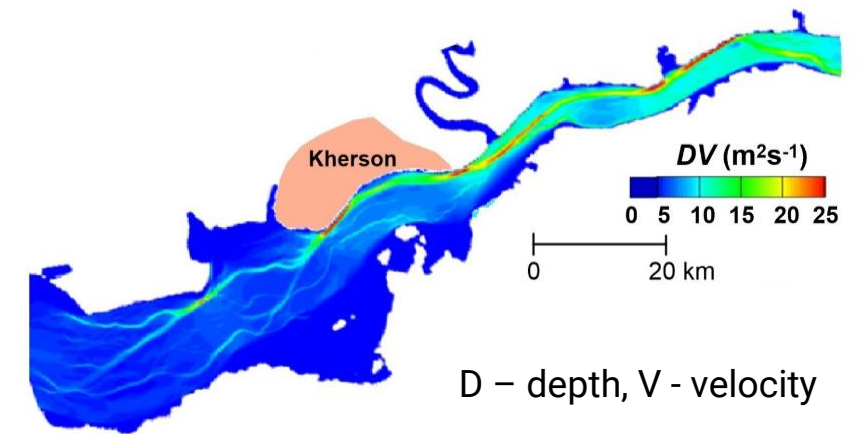 Kherson
DV (m²s⁻¹)
0 5 10 15 20 25
0 20 km
D – depth, V - velocity